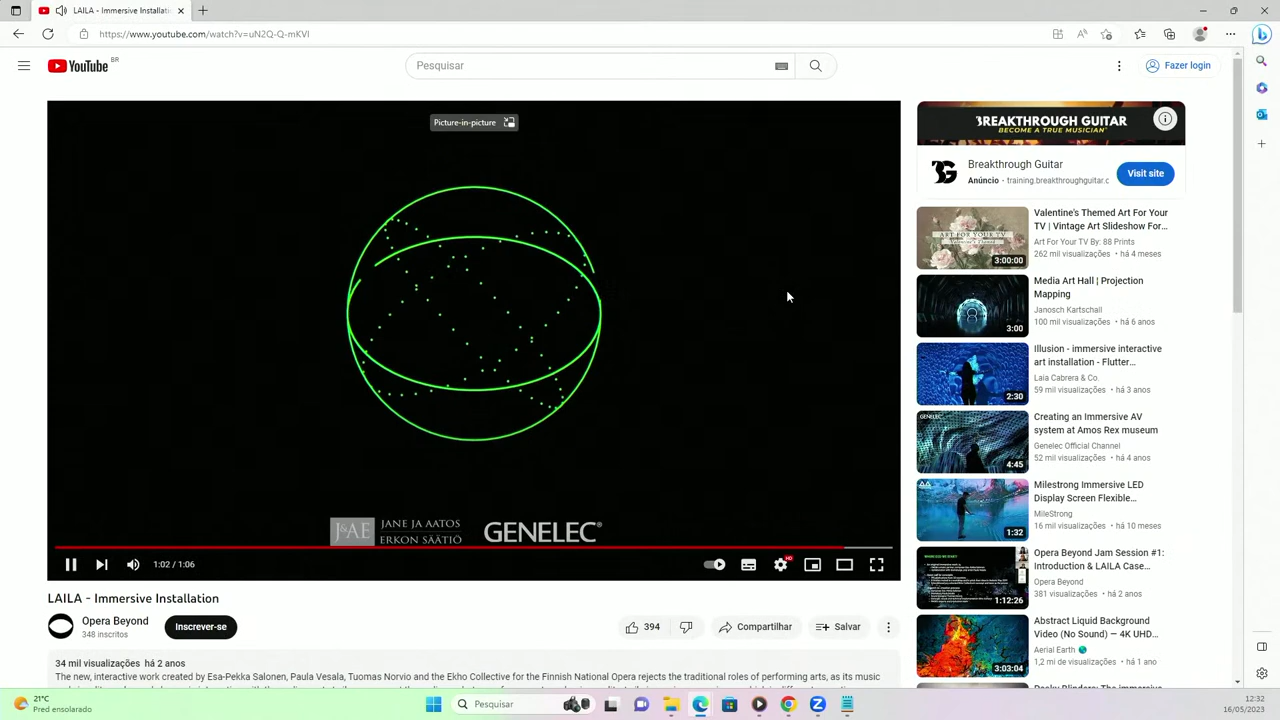 LAILA - Immersive Installati
https://www.youtube.com/watch?v=uN2Q-Q-mKVI
YouTube BR
Pesquisar
Fazer login
Picture-in-picture
JANE JA AATOS
ERKON SÄÄTIÖ
J&AE
GENELEC®
1:02 / 1:06
HD
LAILA - Immersive Installation
Opera Beyond
348 inscritos
Inscrever-se
394
Compartilhar
Salvar
34 mil visualizações há 2 anos
The new, interactive work created by Esa-Pekka Salonen, Paula Vesala, Tuomas Norvio and the Ekho Collective for the Finnish National Opera rejects the traditional roles of performing arts, as its music
BREAKTHROUGH GUITAR
BECOME A TRUE MUSICIAN"
Breakthrough Guitar
Anúncio · training.breakthroughguitar.c
Visit site
ART FOR YOUR TV
3:00:00
Valentine's Themed Art For Your
TV | Vintage Art Slideshow For...
Art For Your TV By: 88 Prints
262 mil visualizações • há 4 meses
3:00
Media Art Hall | Projection
Mapping
Janosch Kartschall
100 mil visualizações • há 6 anos
2:30
Illusion - immersive interactive
art installation - Flutter...
Laia Cabrera & Co.
59 mil visualizações • há 3 anos
GENELEC
4:45
Creating an Immersive AV
system at Amos Rex museum
Genelec Official Channel
52 mil visualizações • há 4 anos
1:32
Milestrong Immersive LED
Display Screen Flexible...
MileStrong
16 mil visualizações • há 10 meses
1:12:26
Opera Beyond Jam Session #1:
Introduction & LAILA Case...
Opera Beyond
381 visualizações • há 2 anos
3:03:04
Abstract Liquid Background
Video (No Sound) — 4K UHD...
Aerial Earth
1,2 mi de visualizações • há 1 ano
21°C
Pred ensolarado
Pesquisar
12:32
16/05/2023